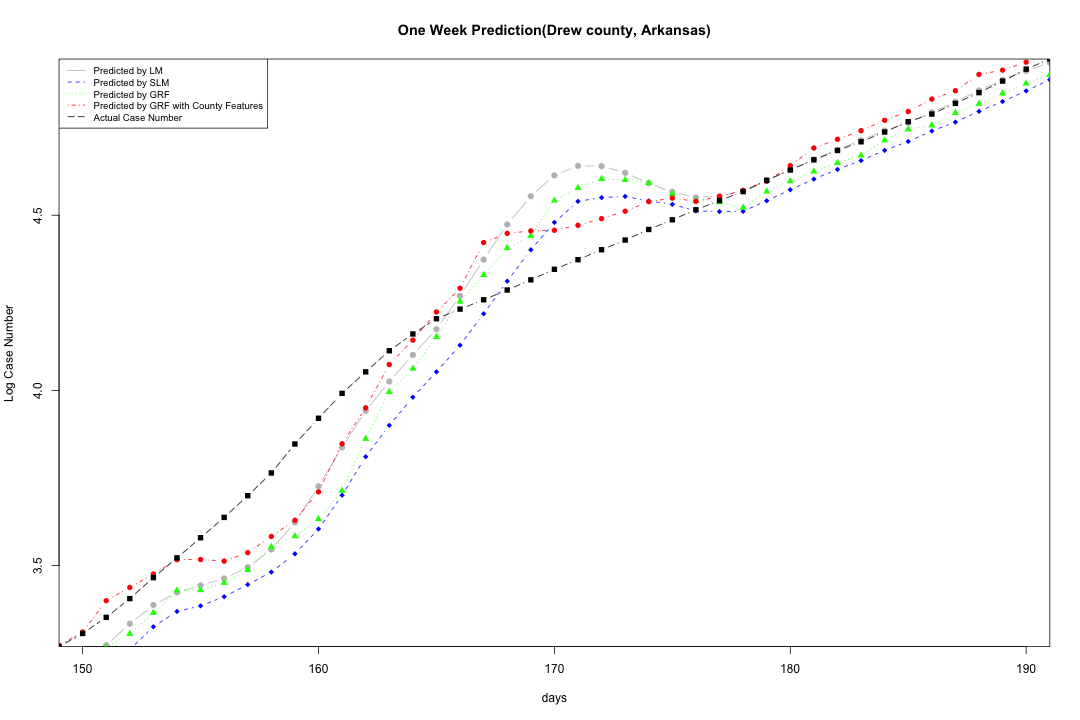 One Week Prediction(Drew county, Arkansas)
Predicted by LM
Predicted by SLM
Predicted by GRF
Predicted by GRF with County Features
Actual Case Number
Log Case Number
4.5
4.0
3.5
150 160 170 180 190
days